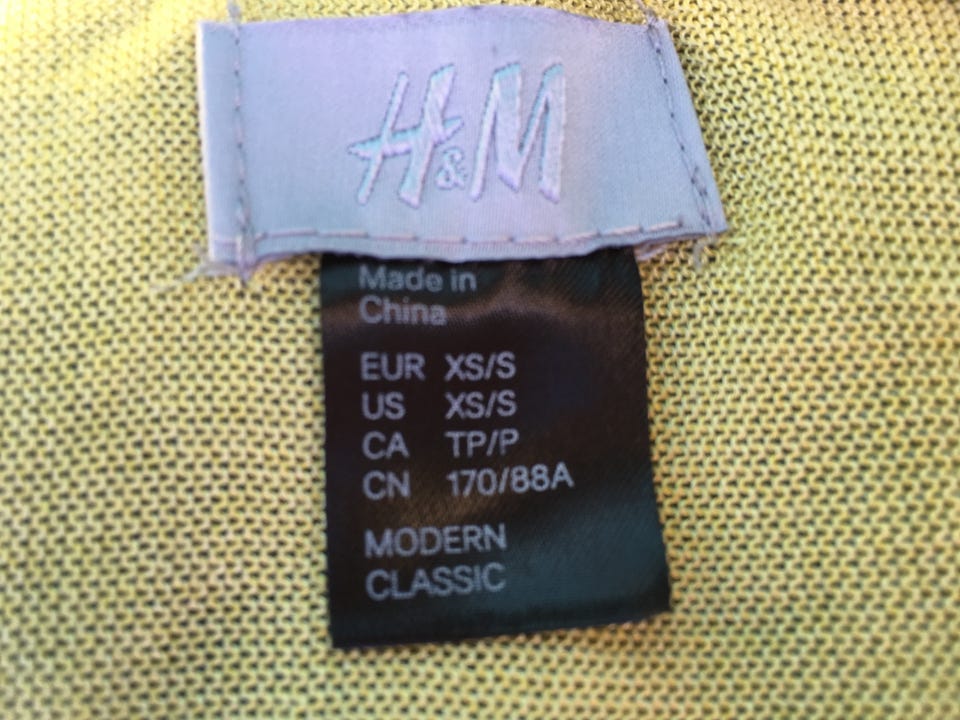 H&M
Made in
China
EUR XS/S
US XS/S
CA TP/P
CN 170/88A
MODERN
CLASSIC